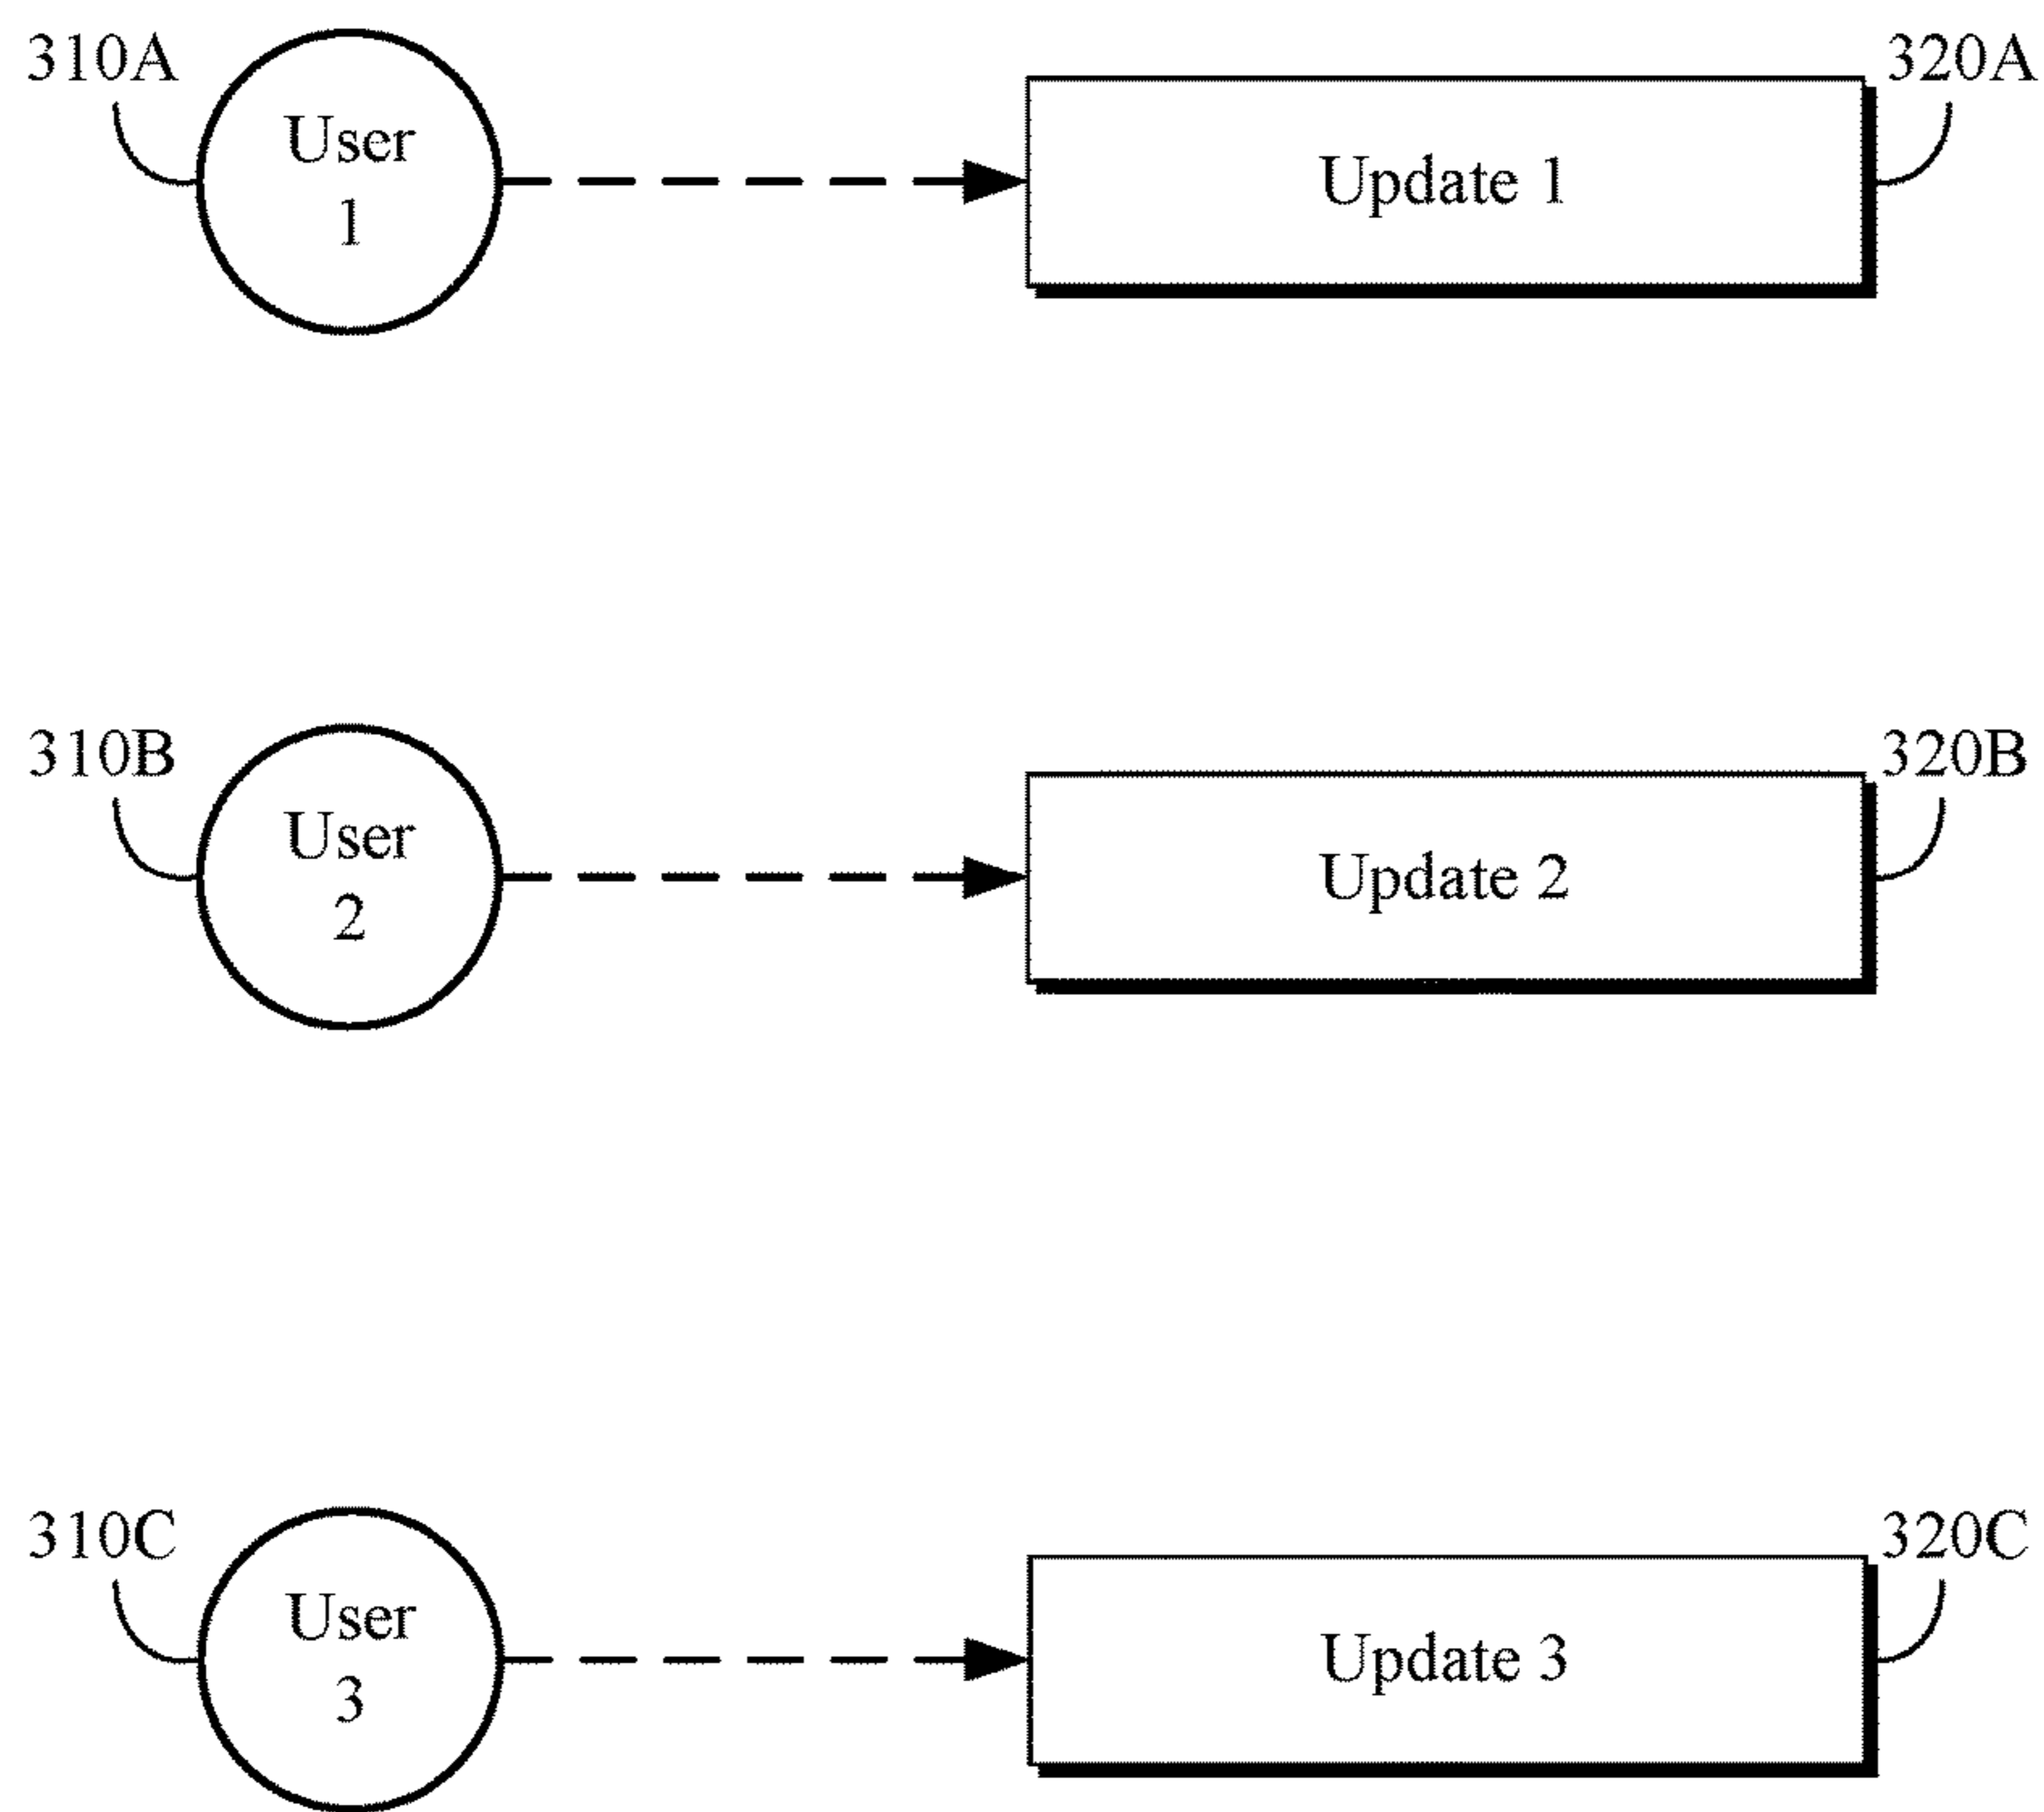 310A
User
1
Update 1
320A
310B
User
2
Update 2
320B
310C
User
3
Update 3
320C